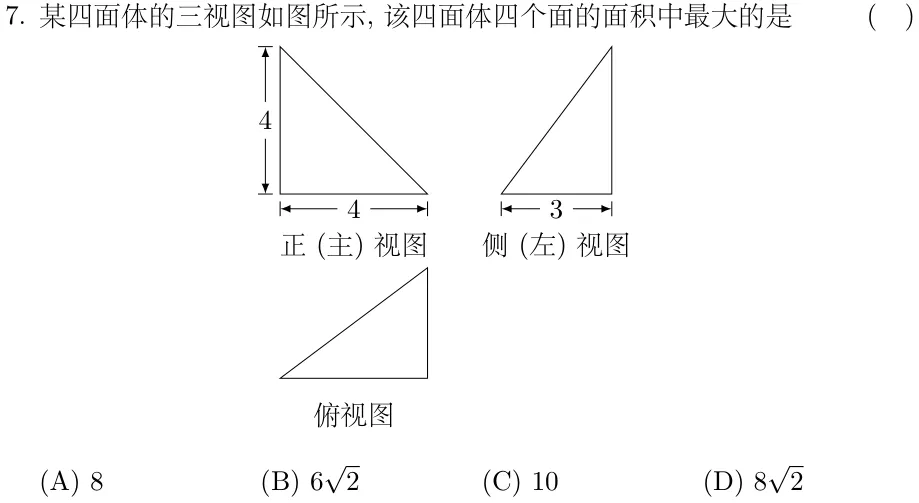 7. 某四面体的三视图如图所示, 该四面体四个面的面积中最大的是 ( )
4
4
3
正 (主) 视图
侧 (左) 视图
俯视图
(A) 8 (B) 6√2 (C) 10 (D) 8√2